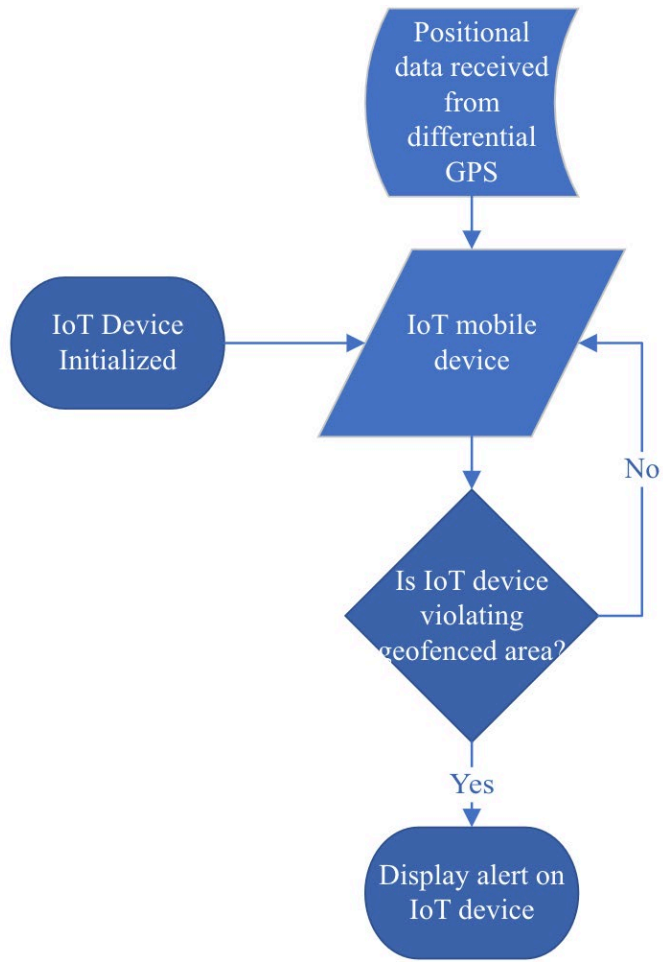 Positional
data received
from
differential
GPS
IoT Device
Initialized
IoT mobile
device
No
Is IoT device
violating
geofenced area?
Yes
Display alert on
IoT device